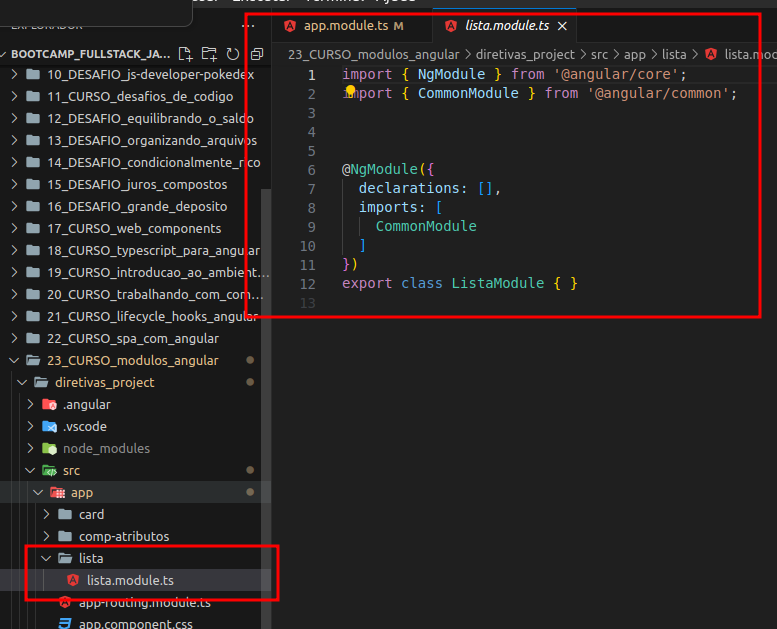 BOOTCAMP_FULLSTACK_JA...
10_DESAFIO_js-developer-pokedex
11_CURSO_desafios_de_codigo
12_DESAFIO_equilibrando_o_saldo
13_DESAFIO_organizando_arquivos
14_DESAFIO_condicionalmente_rico
15_DESAFIO_juros_compostos
16_DESAFIO_grande_deposito
17_CURSO_web_components
18_CURSO_typescript_para_angular
19_CURSO_introducao_ao_ambient...
20_CURSO_trabalhando_com_com...
21_CURSO_lifecycle_hooks_angular
22_CURSO_spa_com_angular
23_CURSO_modulos_angular
diretivas_project
.angular
.vscode
node_modules
src
app
card
comp-atributos
lista
lista.module.ts
app-routing.module.ts
app.component.css
app.module.ts M
lista.module.ts
23_CURSO_modulos_angular > diretivas_project > src > app > lista > lista.mod
1 import { NgModule } from '@angular/core';
2 import { CommonModule } from '@angular/common';
3
4
5
6 @NgModule({
7 declarations: [],
8 imports: [
9 CommonModule
10 ]
11 })
12 export class ListaModule { }
13